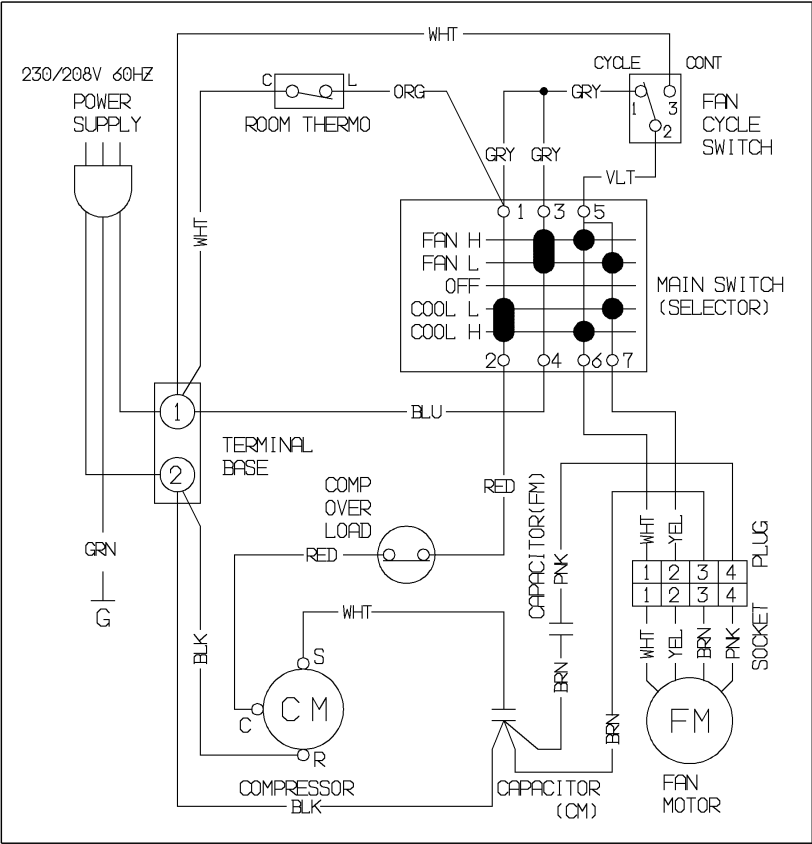 WHT
230/208V 60HZ
POWER
SUPPLY
C
L
ORG
ROOM THERMO
CYCLE
CONT
GRY
1
3
2
FAN
CYCLE
SWITCH
GRY
GRY
VLT
WHT
1
3
5
FAN H
FAN L
OFF
COOL L
COOL H
2
4
6
7
MAIN SWITCH
(SELECTOR)
1
BLU
2
TERMINAL
BASE
COMP
OVER
LOAD
RED
CAPACITOR(FM)
PNK
WHT
YEL
PLUG
GRN
G
RED
1 2 3 4
1 2 3 4
SOCKET
WHT
BLK
S
C
CM
R
BRN
BRN
WHT
YEL
BRN
PNK
FM
COMPRESSOR
BLK
CAPACITOR
(CM)
FAN
MOTOR